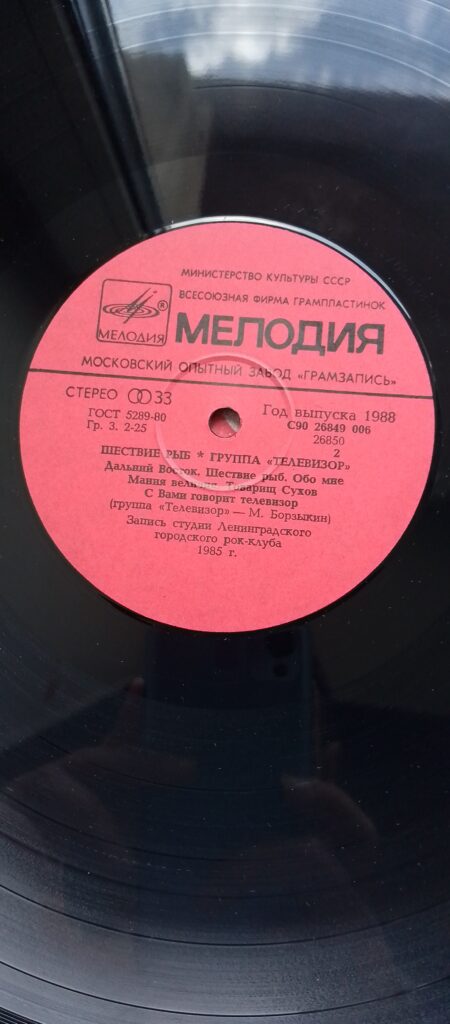 МИНИСТЕРСТВО КУЛЬТУРЫ СССР
ВСЕСОЮЗНАЯ ФИРМА ГРАМПЛАСТИНОК
МЕЛОДИЯ ®
МЕЛОДИЯ
МОСКОВСКИЙ ОПЫТНЫЙ ЗАВОД «ГРАМЗАПИСЬ»
СТЕРЕО 33
ГОСТ 5289-80
Гр. 3. 2-25
Год выпуска 1988
С90 26849 006
26850
2
ШЕСТВИЕ РЫБ * ГРУППА «ТЕЛЕВИЗОР»
Дальний Восток. Шествие рыб. Обо мне
Мания величия. Товарищ Сухов
С Вами говорит телевизор
(группа «Телевизор» — М. Борзыкин)
Запись студии Ленинградского
городского рок-клуба
1985 г.